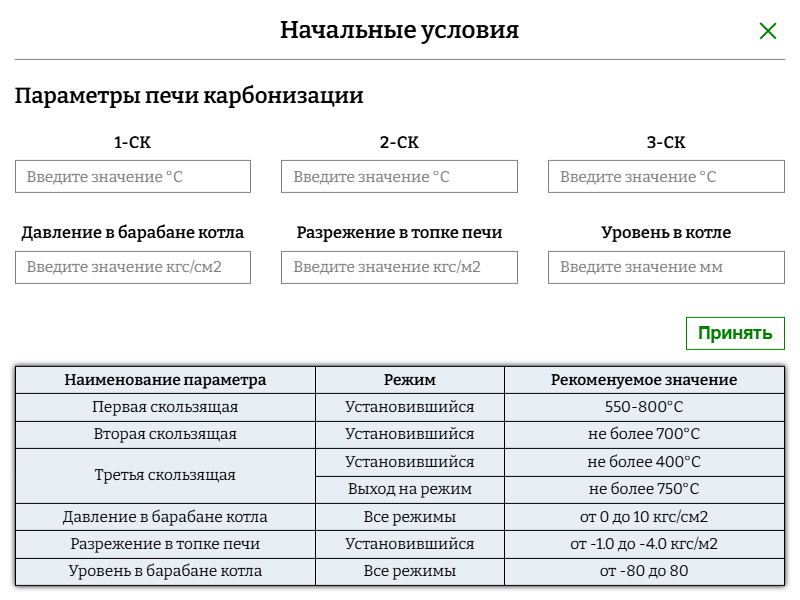 Начальные условия
Параметры печи карбонизации
1-СК 2-СК 3-СК
Введите значение °C Введите значение °C Введите значение °C
Давление в барабане котла Разрежение в топке печи Уровень в котле
Введите значение кгс/см2 Введите значение кгс/м2 Введите значение мм
Принять
Наименование параметра Режим Рекоменуемое значение
Первая скользящая Установившийся 550-800°C
Вторая скользящая Установившийся не более 700°C
Третья скользящая Установившийся не более 400°C
Выход на режим не более 750°C
Давление в барабане котла Все режимы от 0 до 10 кгс/см2
Разрежение в топке печи Установившийся от -1.0 до -4.0 кгс/м2
Уровень в барабане котла Все режимы от -80 до 80